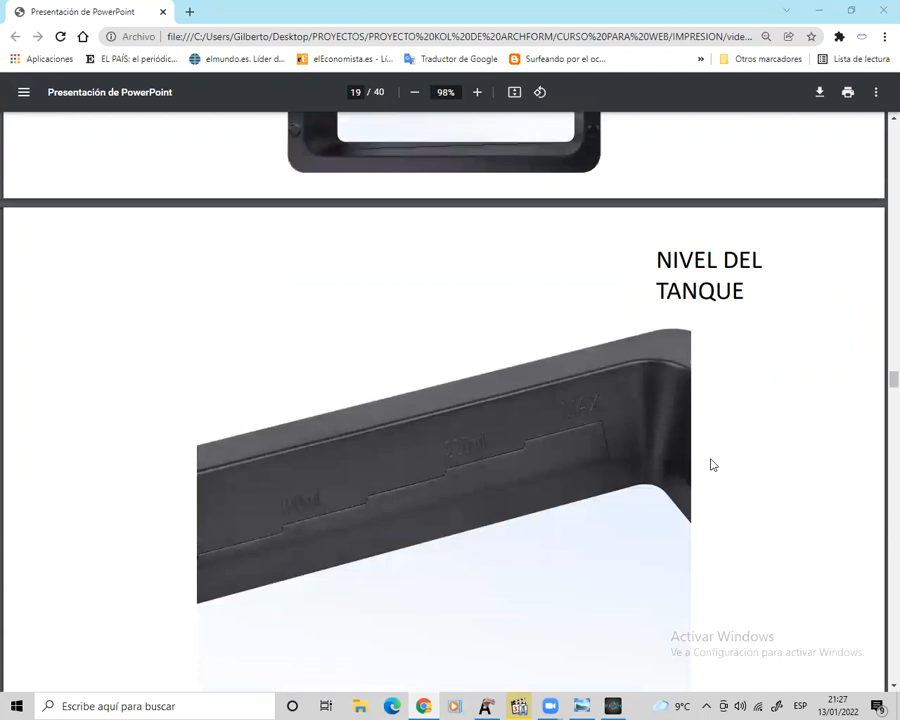 Presentación de PowerPoint
Archivo
file:///C:/Users/Gilberto/Desktop/PROYECTOS/PROYECTO%20KOL%20DE%20ARCHFORM/CURSO%20PARA%20WEB/IMPRESION/vide...
Aplicaciones
EL PAÍS: el periódic...
elmundo.es. Líder d...
elEconomista.es - Lí...
Traductor de Google
Surfeando por el oc...
»
Otros marcadores
Lista de lectura
Presentación de PowerPoint
19 / 40
98%
NIVEL DEL
TANQUE
MAX
Activar Windows
Ve a Configuración para activar Windows.
Escribe aquí para buscar
9°C
ESP
21:27
13/01/2022
9